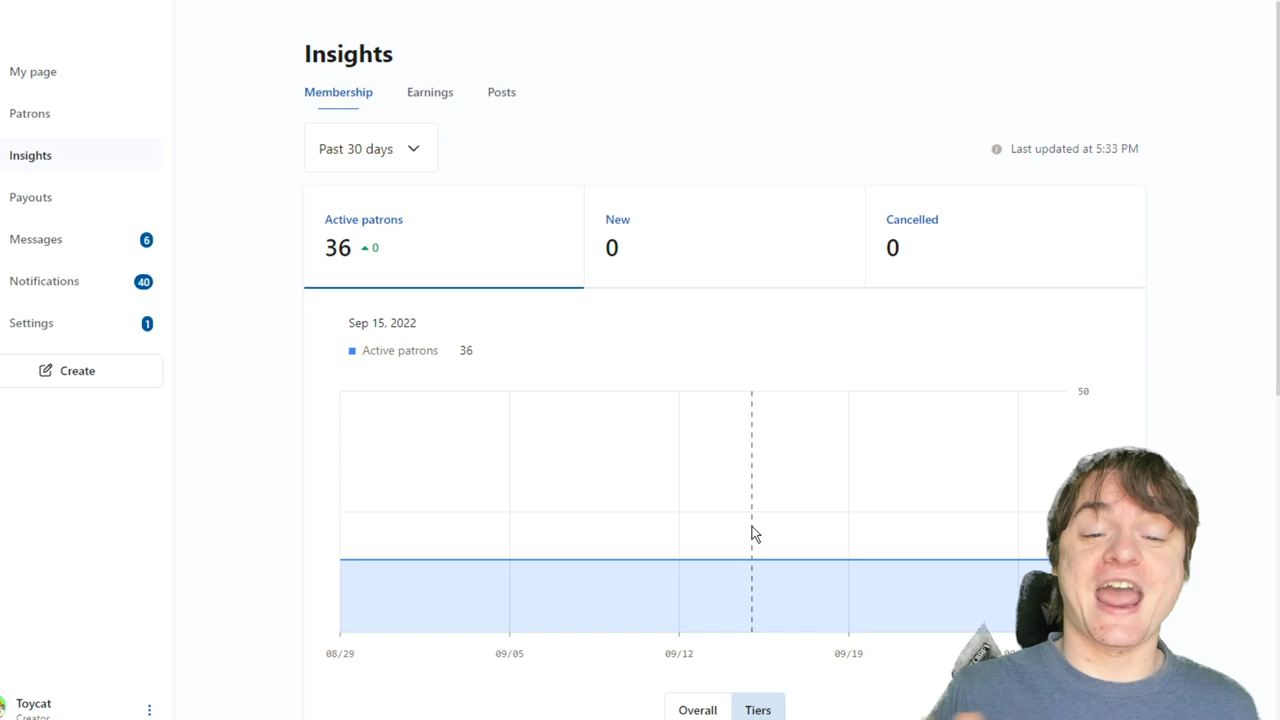 Insights
Membership
Earnings
Posts
My page
Patrons
Insights
Payouts
Messages 6
Notifications 40
Settings 1
Create
Past 30 days
Last updated at 5:33 PM
Active patrons
36 0
New
0
Cancelled
0
Sep 15, 2022
Active patrons 36
50
08/29
09/05
09/12
09/19
Overall
Tiers
Toycat
Creator